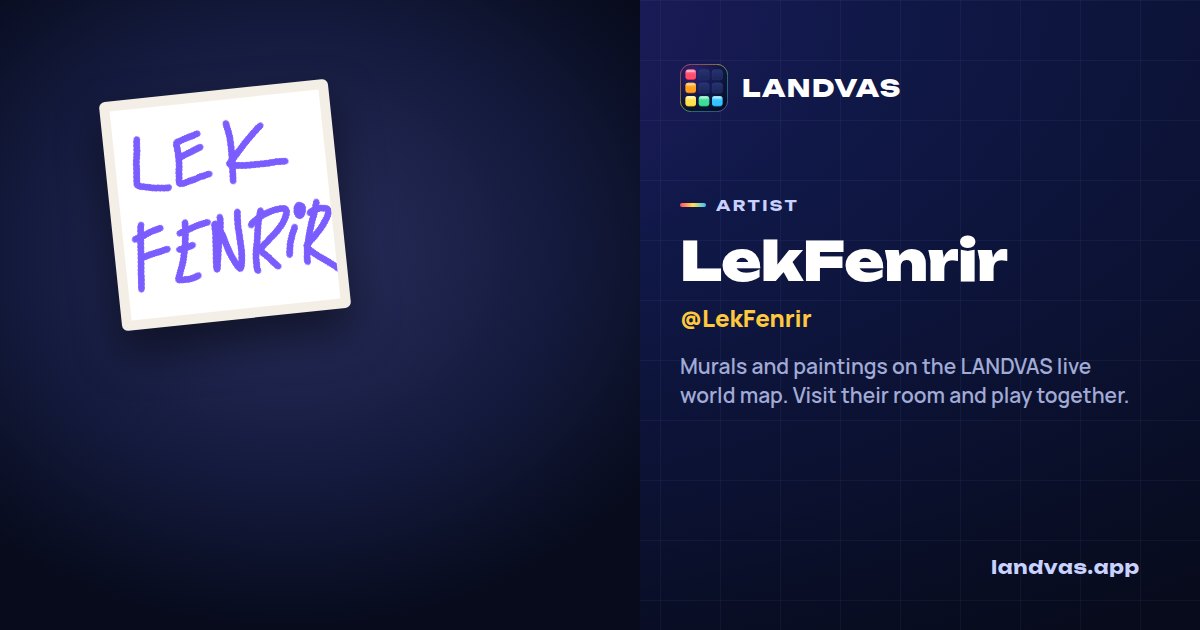 LEK
FENRiR
LANDVAS
ARTIST
LekFenrir
@LekFenrir
Murals and paintings on the LANDVAS live
world map. Visit their room and play together.
landvas.app